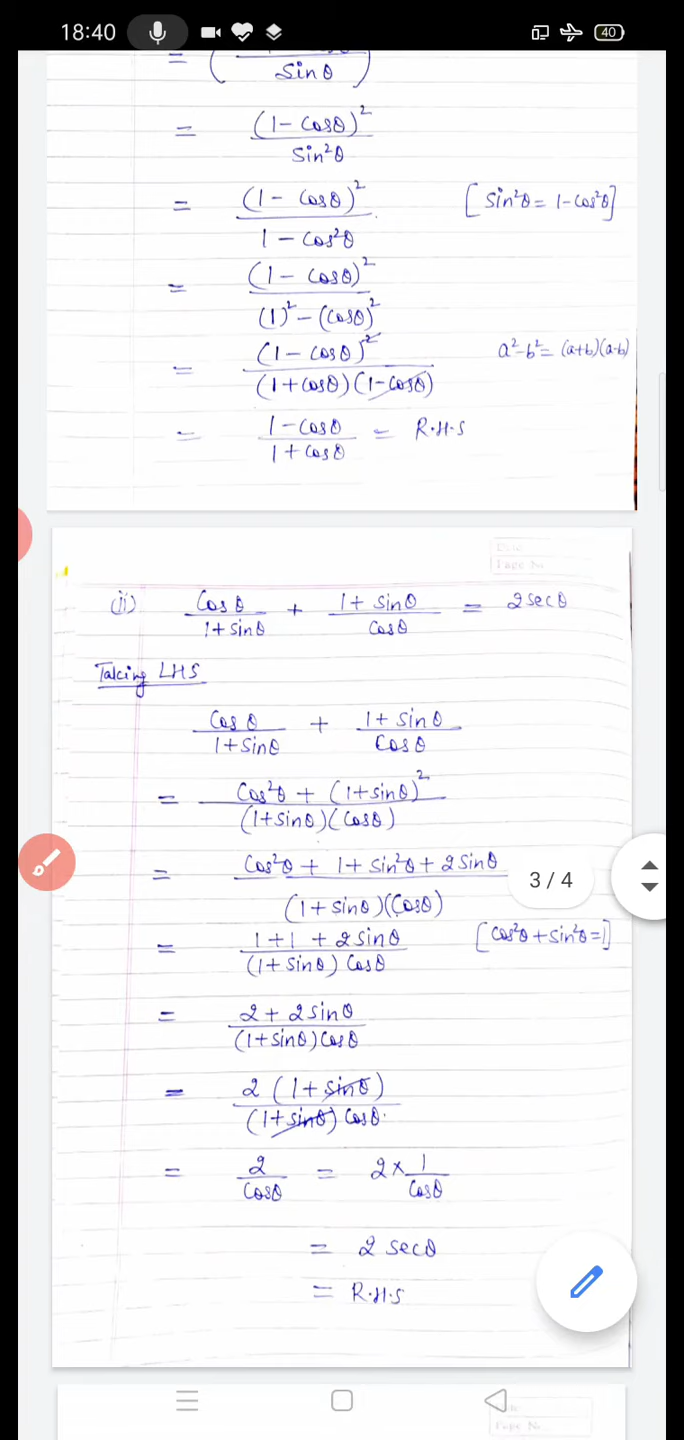 18:40
40
= ( / sinθ )
= (1 - cosθ)² / sin²θ
= (1 - cosθ)² / 1 - cos²θ [sin²θ = 1 - cos²θ]
= (1 - cosθ)² / (1)² - (cosθ)²
= (1 - cosθ)² / (1 + cosθ)(1 - cosθ) a² - b² = (a+b)(a-b)
= 1 - cosθ / 1 + cosθ = R.H.S
Page No
(ii) cosθ / 1 + sinθ + 1 + sinθ / cosθ = 2 secθ
Taking LHS
cosθ / 1 + sinθ + 1 + sinθ / cosθ
= cos²θ + (1 + sinθ)² / (1 + sinθ)(cosθ)
= cos²θ + 1 + sin²θ + 2 sinθ / (1 + sinθ)(cosθ)
3 / 4
= 1 + 1 + 2 sinθ / (1 + sinθ) cosθ [cos²θ + sin²θ = 1]
= 2 + 2 sinθ / (1 + sinθ) cosθ
= 2 (1 + sinθ) / (1 + sinθ) cosθ.
= 2 / cosθ = 2 × 1 / cosθ
= 2 secθ
= R.H.S
Page No